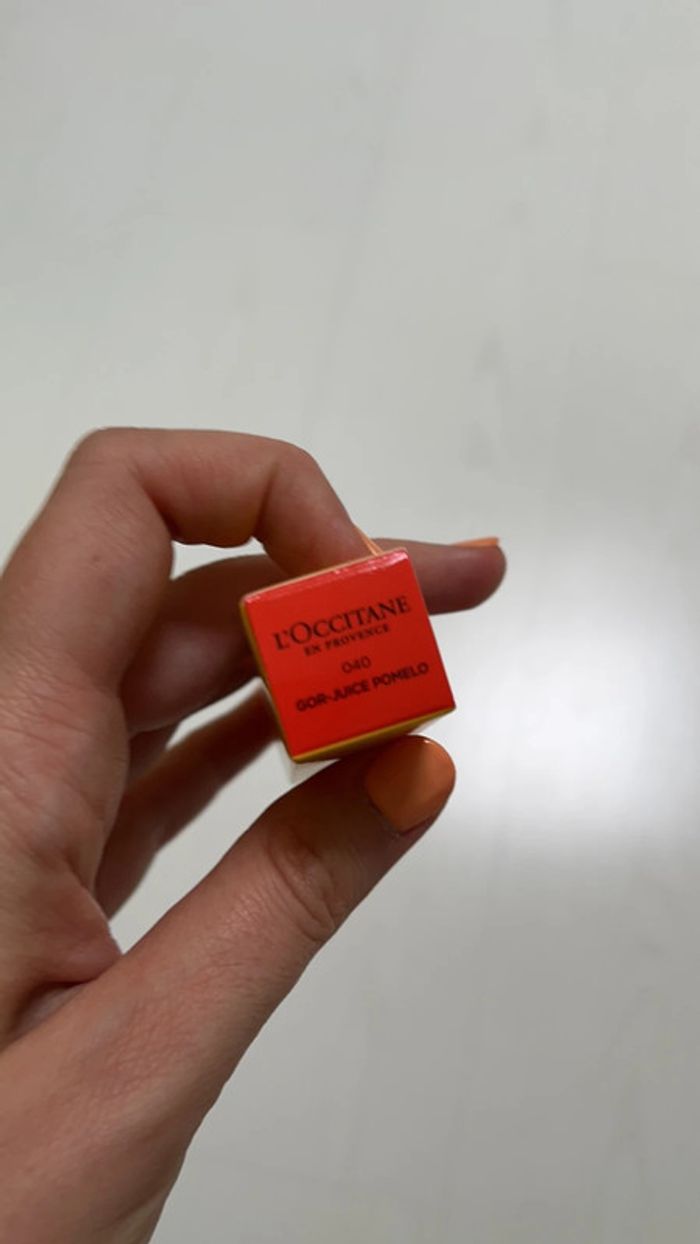 L'OCCITANE
EN PROVENCE
040
GOR-JUICE POMELO